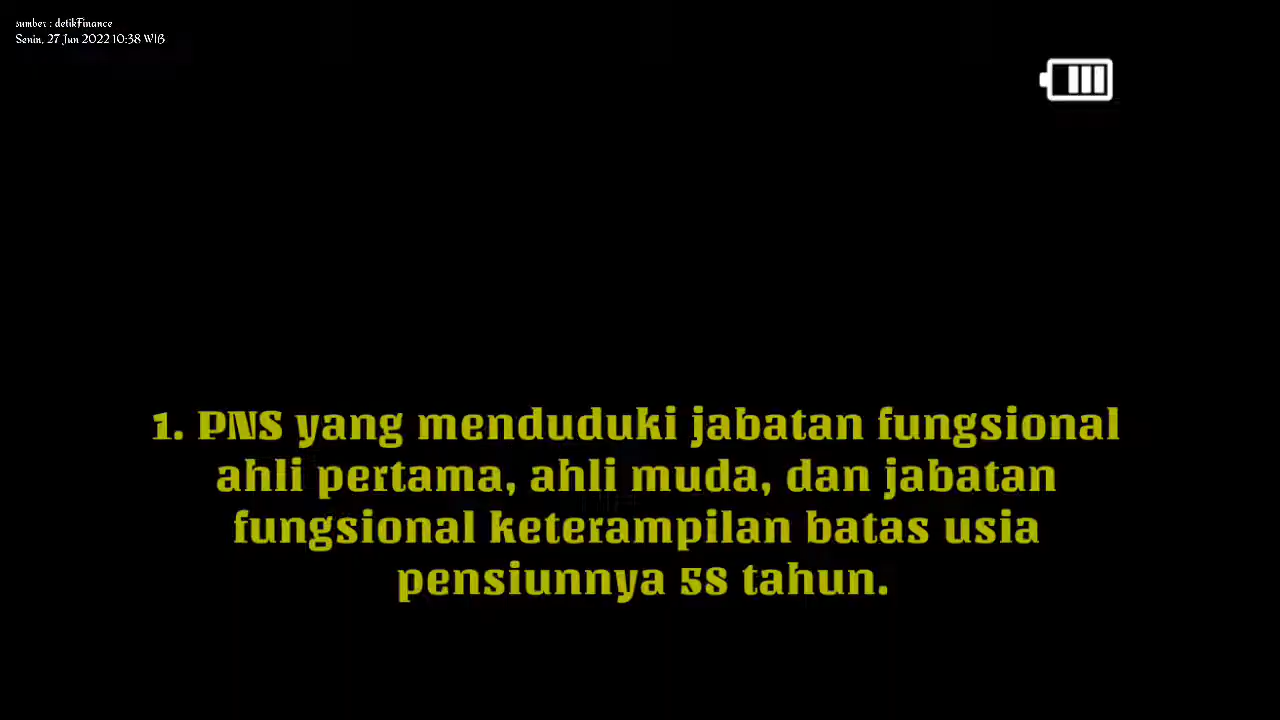 sumber : detikFinance
Senin, 27 Jun 2022 10:38 WIB
1. PNS yang menduduki jabatan fungsional
ahli pertama, ahli muda, dan jabatan
fungsional keterampilan batas usia
pensiunnya 58 tahun.